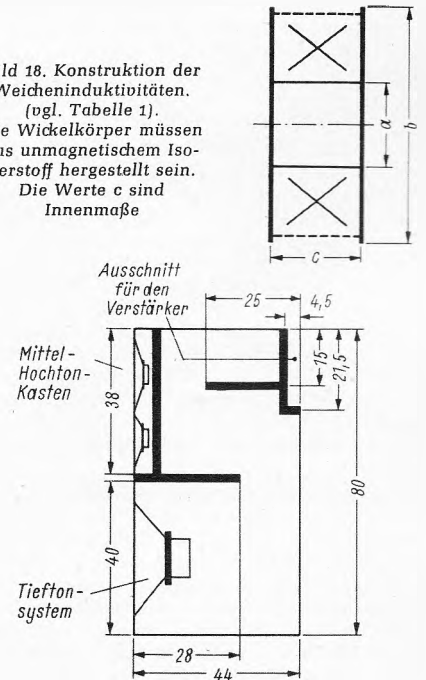 ld 18. Konstruktion der
Weicheninduktivitäten.
(vgl. Tabelle 1).
e Wickelkörper müssen
us unmagnetischem Iso-
erstoff hergestellt sein.
Die Werte c sind
Innenmaße
a
b
c
Ausschnitt
für den
Verstärker
25
4,5
Mittel-
Hochton-
Kasten
38
15
21,5
80
40
Tiefton-
system
28
44